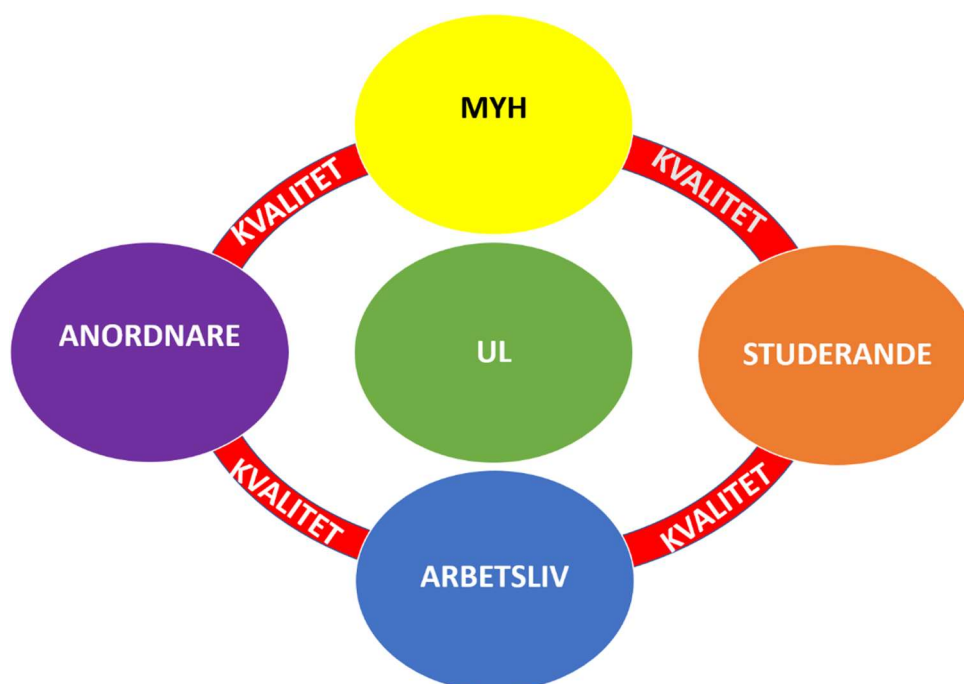 MYH
KVALITET
KVALITET
ANORDNARE
UL
STUDERANDE
KVALITET
KVALITET
ARBETSLIV